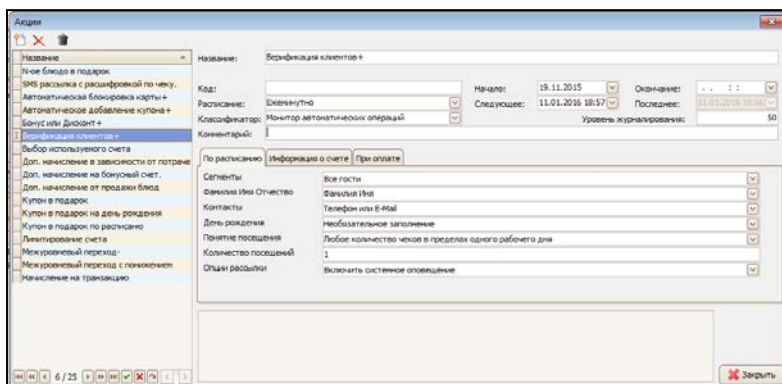 Акции
Название
N-ое блюдо в подарок
SMS рассылка с расшифровкой по чеку.
Автоматическая блокировка карты+
Автоматическое добавление купона+
Бонус или Дисконт+
Верификация клиентов+
Выбор используемого счета
Доп. начисление в зависимости от потраче
Доп. начисление на бонусный счет.
Доп. начисление от продажи блюд
Купон в подарок
Купон в подарок на день рождения
Купон в подарок по расписанию
Лимитирование счета
Межуровневый переход-
Межуровневый переход с понижением
Начисление на транзакцию
6 / 25
Название: Верификация клиентов+
Код:
Начало: 19.11.2015
Окончание: . . : :
Расписание: Ежеминутно
Следующее: 11.01.2016 18:57
Последнее: 11.01.2016 18:56
Классификатор: Монитор автоматических операций
Уровень журналирования: 50
Комментарий:
По расписанию Информация о счете При оплате
Сегменты Все гости
Фамилия Имя Отчество Фамилия Имя
Контакты Телефон или E-Mail
День рождения Необязательное заполнение
Понятие посещения Любое количество чеков в пределах одного рабочего дня
Количество посещений 1
Опции рассылки Включить системное оповещение
Закрыть